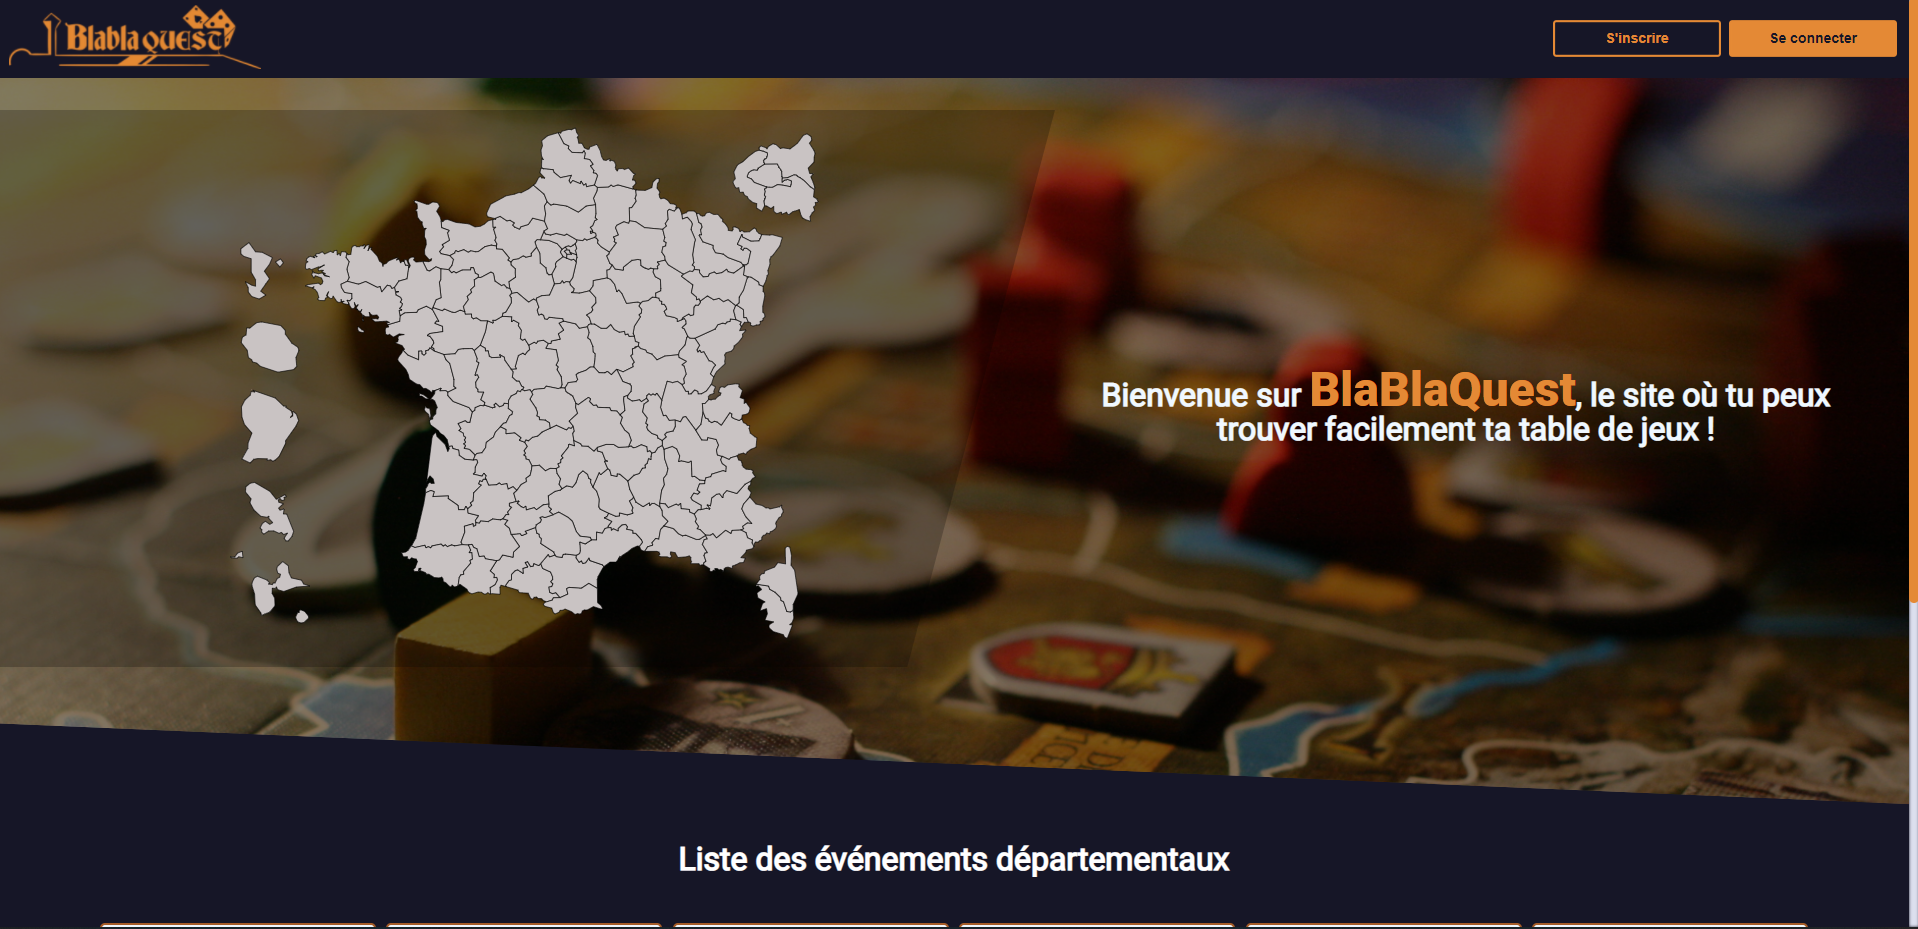 Blabla quest
S'inscrire
Se connecter
Bienvenue sur BlaBlaQuest, le site où tu peux
trouver facilement ta table de jeux !
Liste des événements départementaux